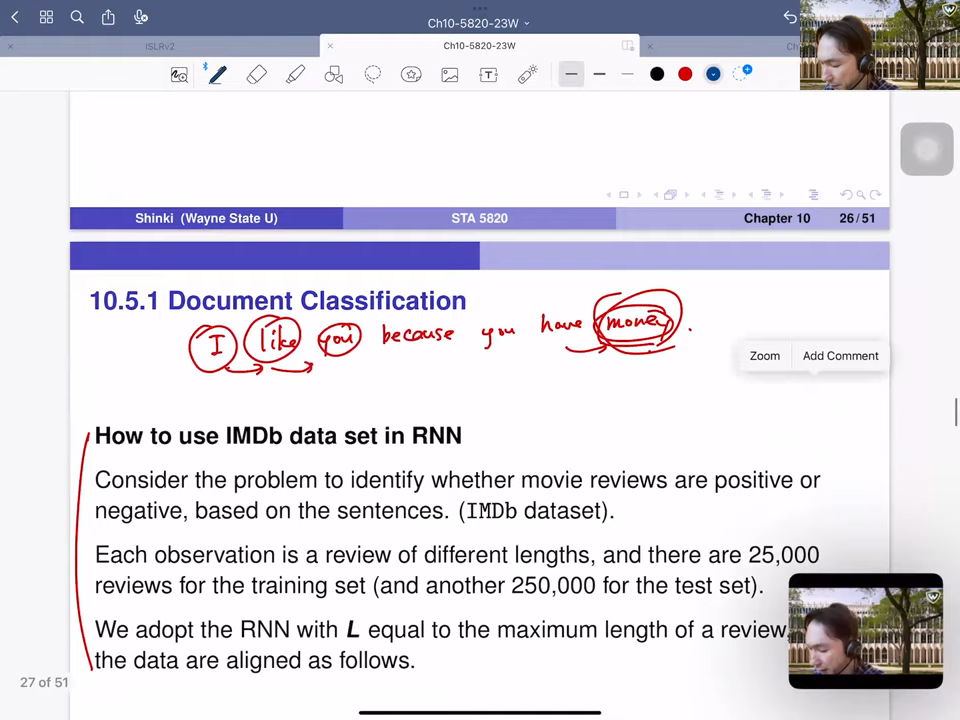 Ch10-5820-23W
ISLRv2
Ch10-5820-23W
Shinki (Wayne State U)
STA 5820
Chapter 10
26/51
10.5.1 Document Classification
I like you because you have money.
Zoom
Add Comment
How to use IMDb data set in RNN
Consider the problem to identify whether movie reviews are positive or
negative, based on the sentences. (IMDb dataset).
Each observation is a review of different lengths, and there are 25,000
reviews for the training set (and another 250,000 for the test set).
We adopt the RNN with L equal to the maximum length of a review
the data are aligned as follows.
27 of 51